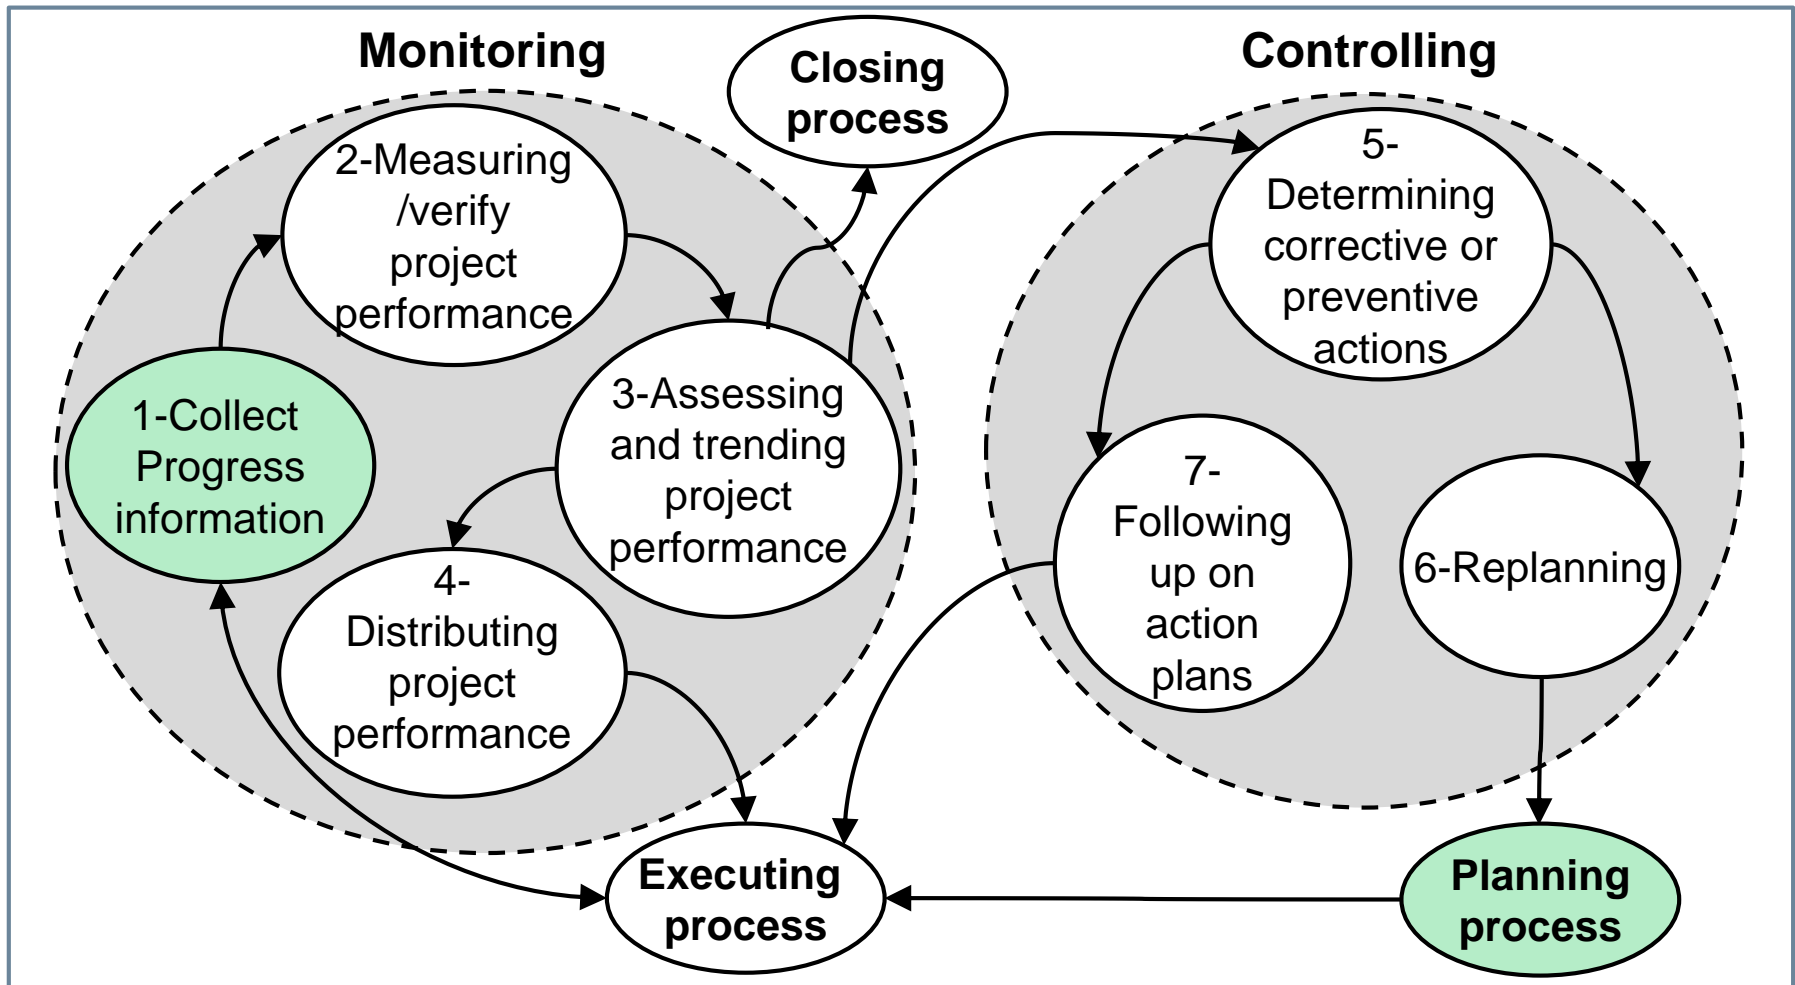 Monitoring
Closing
process
Controlling
2-Measuring
/verify
project
performance
5-
Determining
corrective or
preventive
actions
1-Collect
Progress
information
3-Assessing
and trending
project
performance
4-
Distributing
project
performance
7-
Following
up on
action
plans
6-Replanning
Executing
process
Planning
process